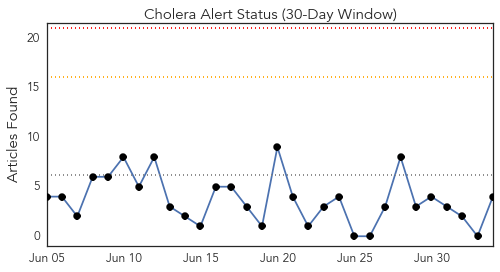 Cholera Alert Status (30-Day Window)
Articles Found
20
15
10
5
0
Jun 05
Jun 10
Jun 15
Jun 20
Jun 25
Jun 30